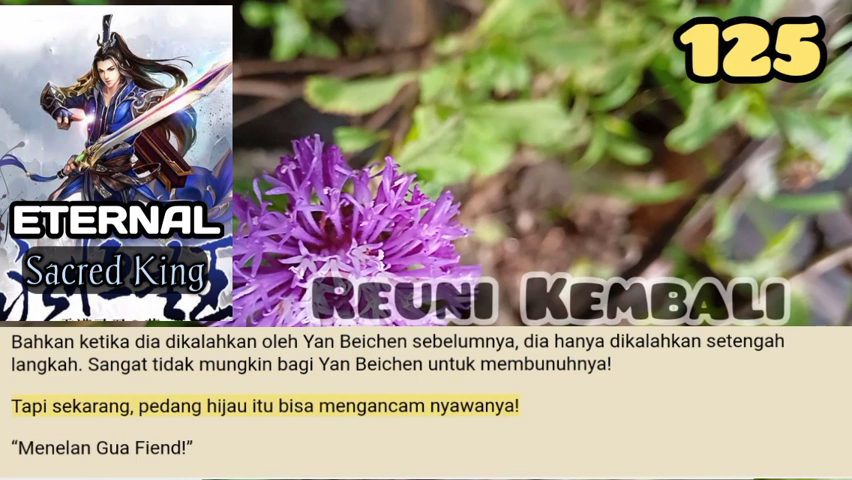 125
ETERNAL
Sacred King
Reuni Kembali
Bahkan ketika dia dikalahkan oleh Yan Beichen sebelumnya, dia hanya dikalahkan setengah
langkah. Sangat tidak mungkin bagi Yan Beichen untuk membunuhnya!
Tapi sekarang, pedang hijau itu bisa mengancam nyawanya!
“Menelan Gua Fiend!”